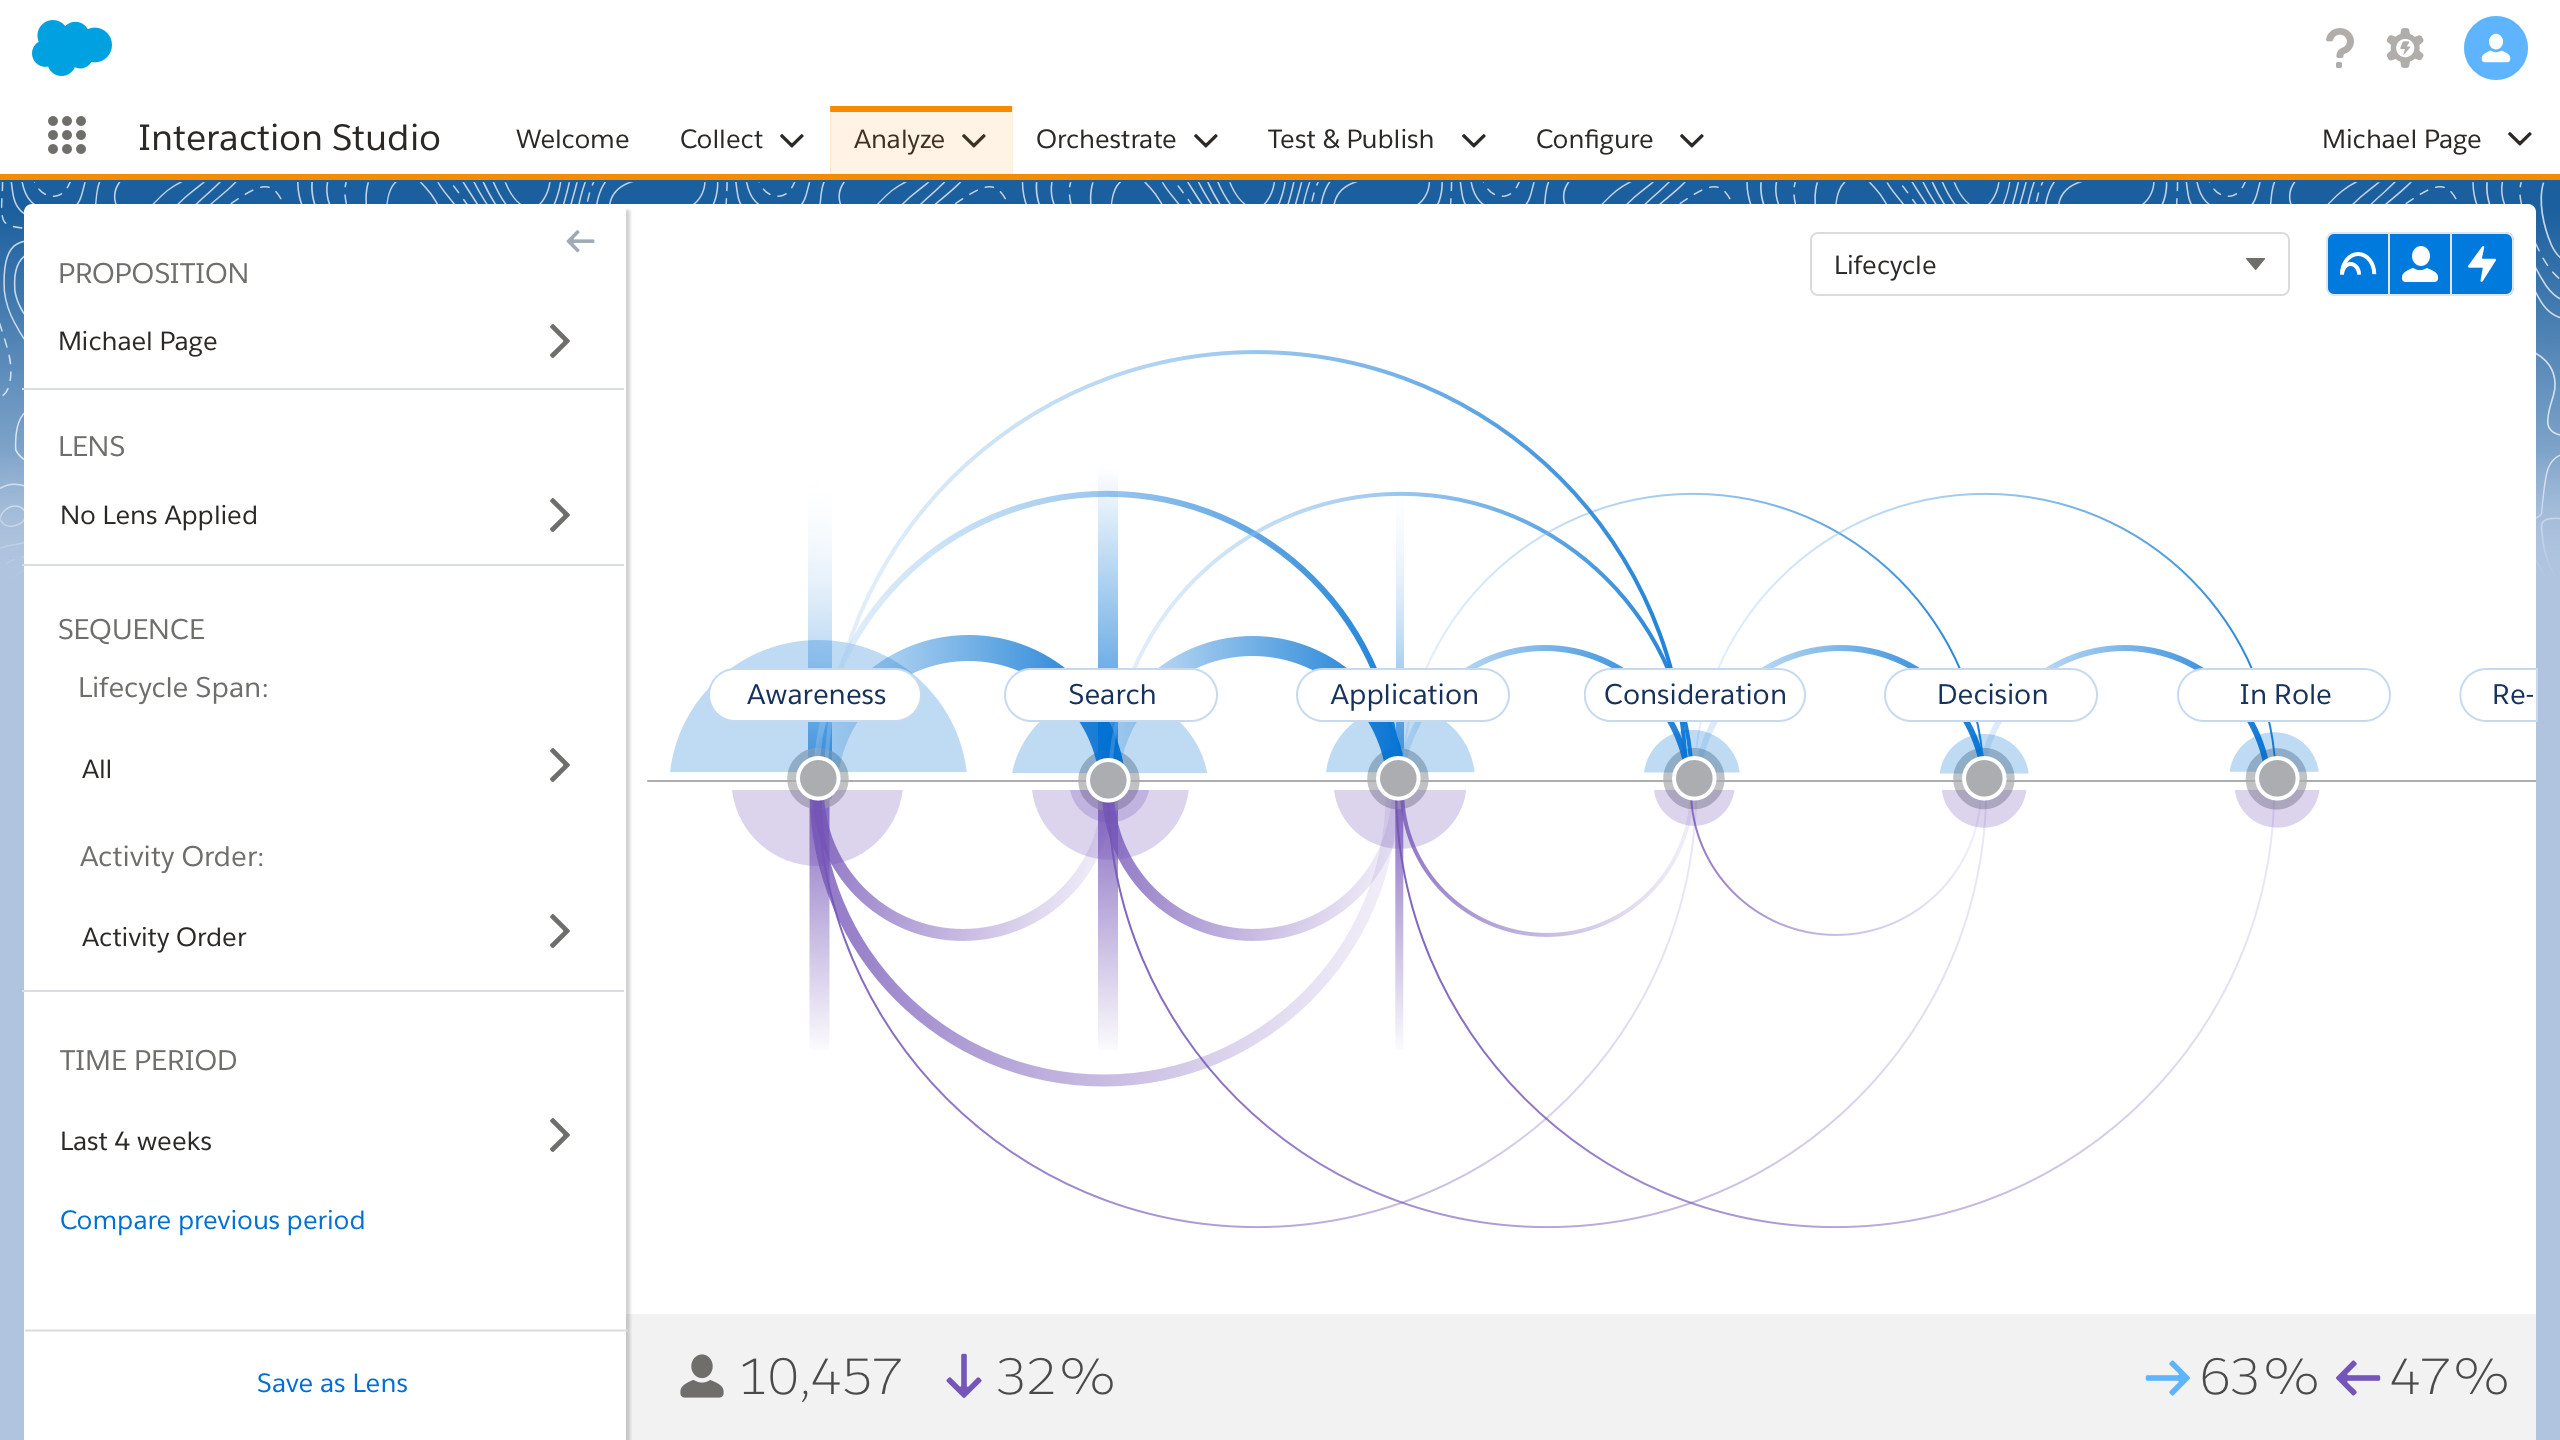 Interaction Studio
Welcome
Collect
Analyze
Orchestrate
Test & Publish
Configure
Michael Page
PROPOSITION
Michael Page
LENS
No Lens Applied
SEQUENCE
Lifecycle Span:
All
Activity Order:
Activity Order
TIME PERIOD
Last 4 weeks
Compare previous period
Save as Lens
Lifecycle
Awareness
Search
Application
Consideration
Decision
In Role
Re-
10,457
32%
63%
47%